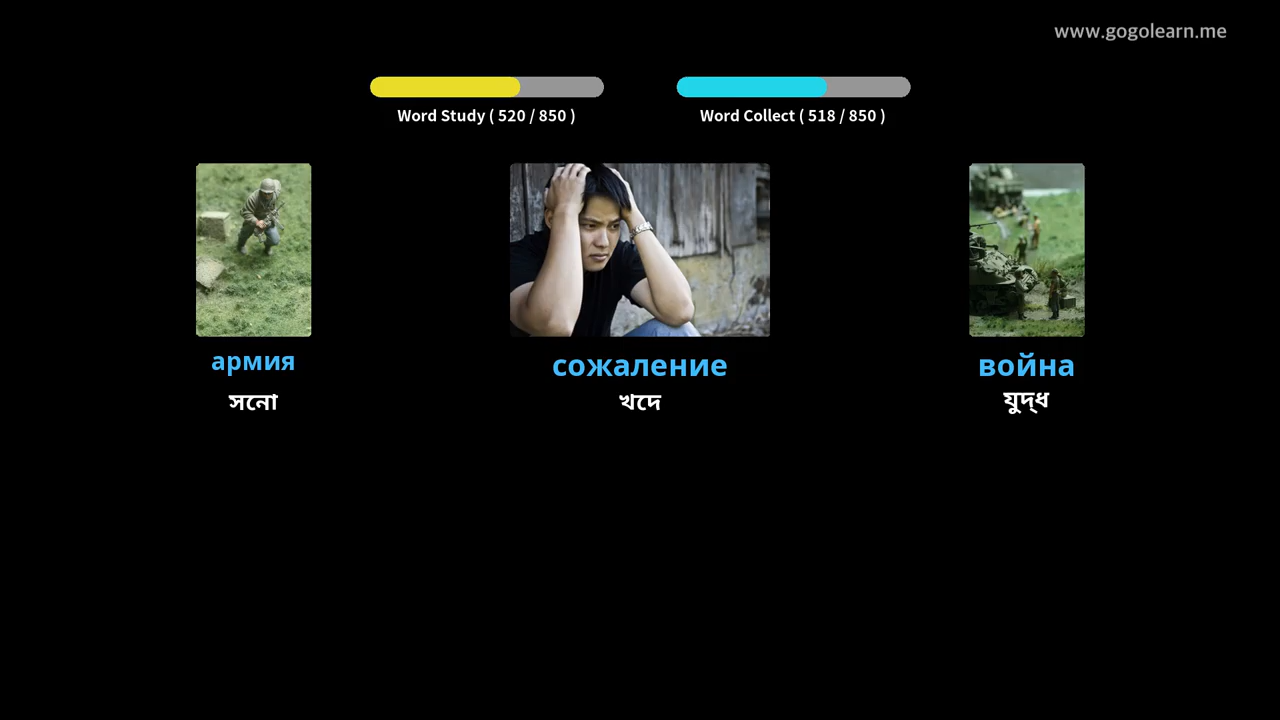 www.gogolearn.me
Word Study ( 520 / 850 )
Word Collect ( 518 / 850 )
армия
сожаление
война
সনো
খদে
যুদ্ধ